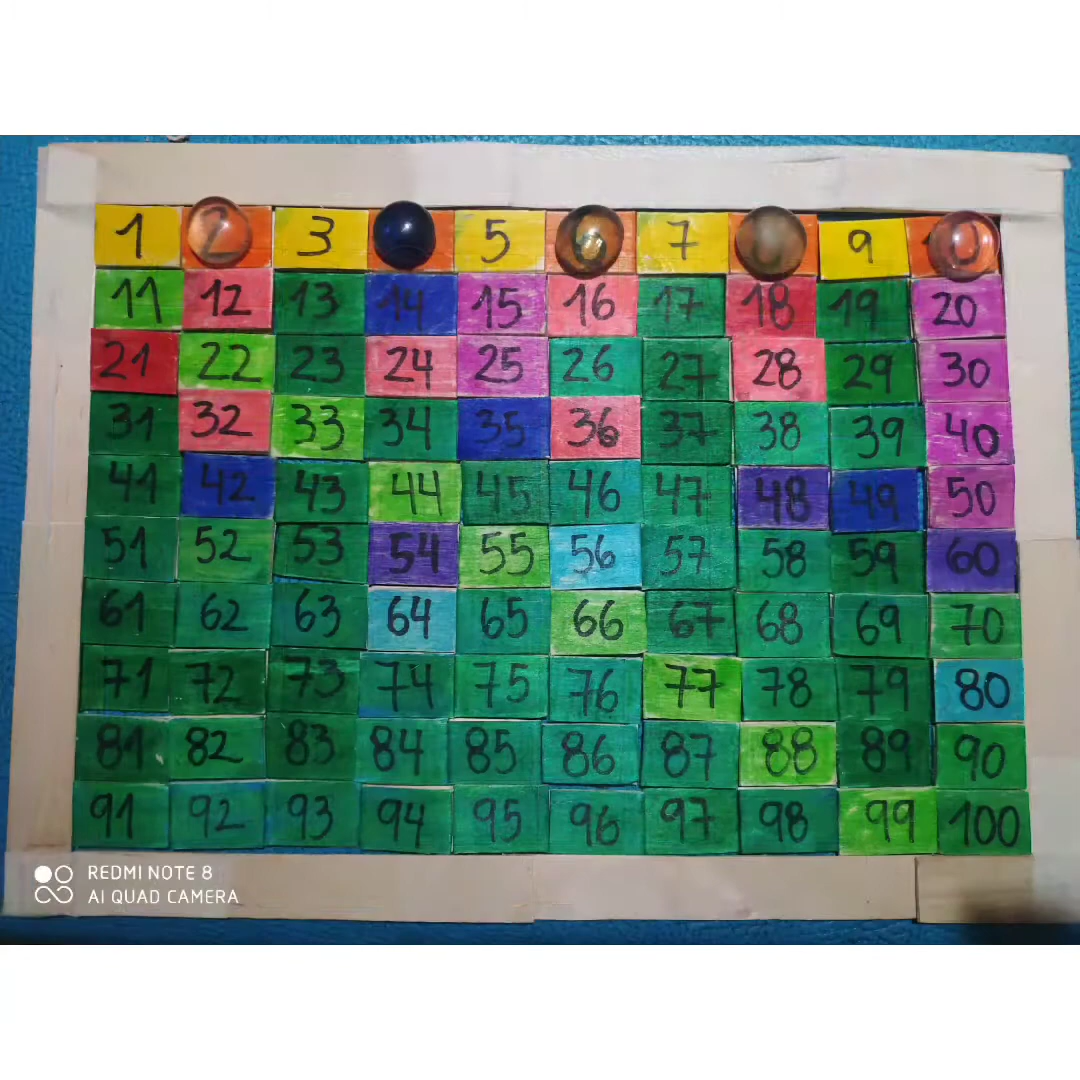 1 2 3 5 6 7 9 10
11 12 13 14 15 16 17 18 19 20
21 22 23 24 25 26 27 28 29 30
31 32 33 34 35 36 37 38 39 40
41 42 43 44 45 46 47 48 49 50
51 52 53 54 55 56 57 58 59 60
61 62 63 64 65 66 67 68 69 70
71 72 73 74 75 76 77 78 79 80
81 82 83 84 85 86 87 88 89 90
91 92 93 94 95 96 97 98 99 100
REDMI NOTE 8
AI QUAD CAMERA